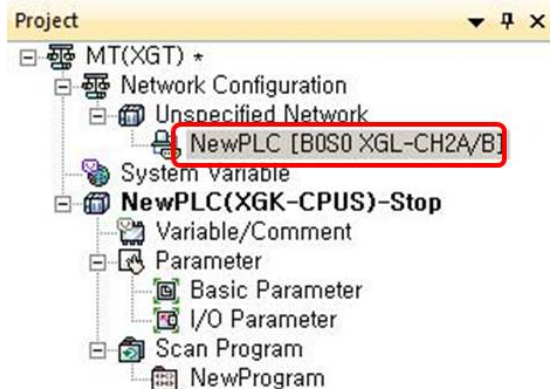 Project
MT(XGT) *
Network Configuration
Unspecified Network
NewPLC [B0S0 XGL-CH2A/B]
System Variable
NewPLC(XGK-CPUS)-Stop
Variable/Comment
Parameter
Basic Parameter
I/O Parameter
Scan Program
NewProgram